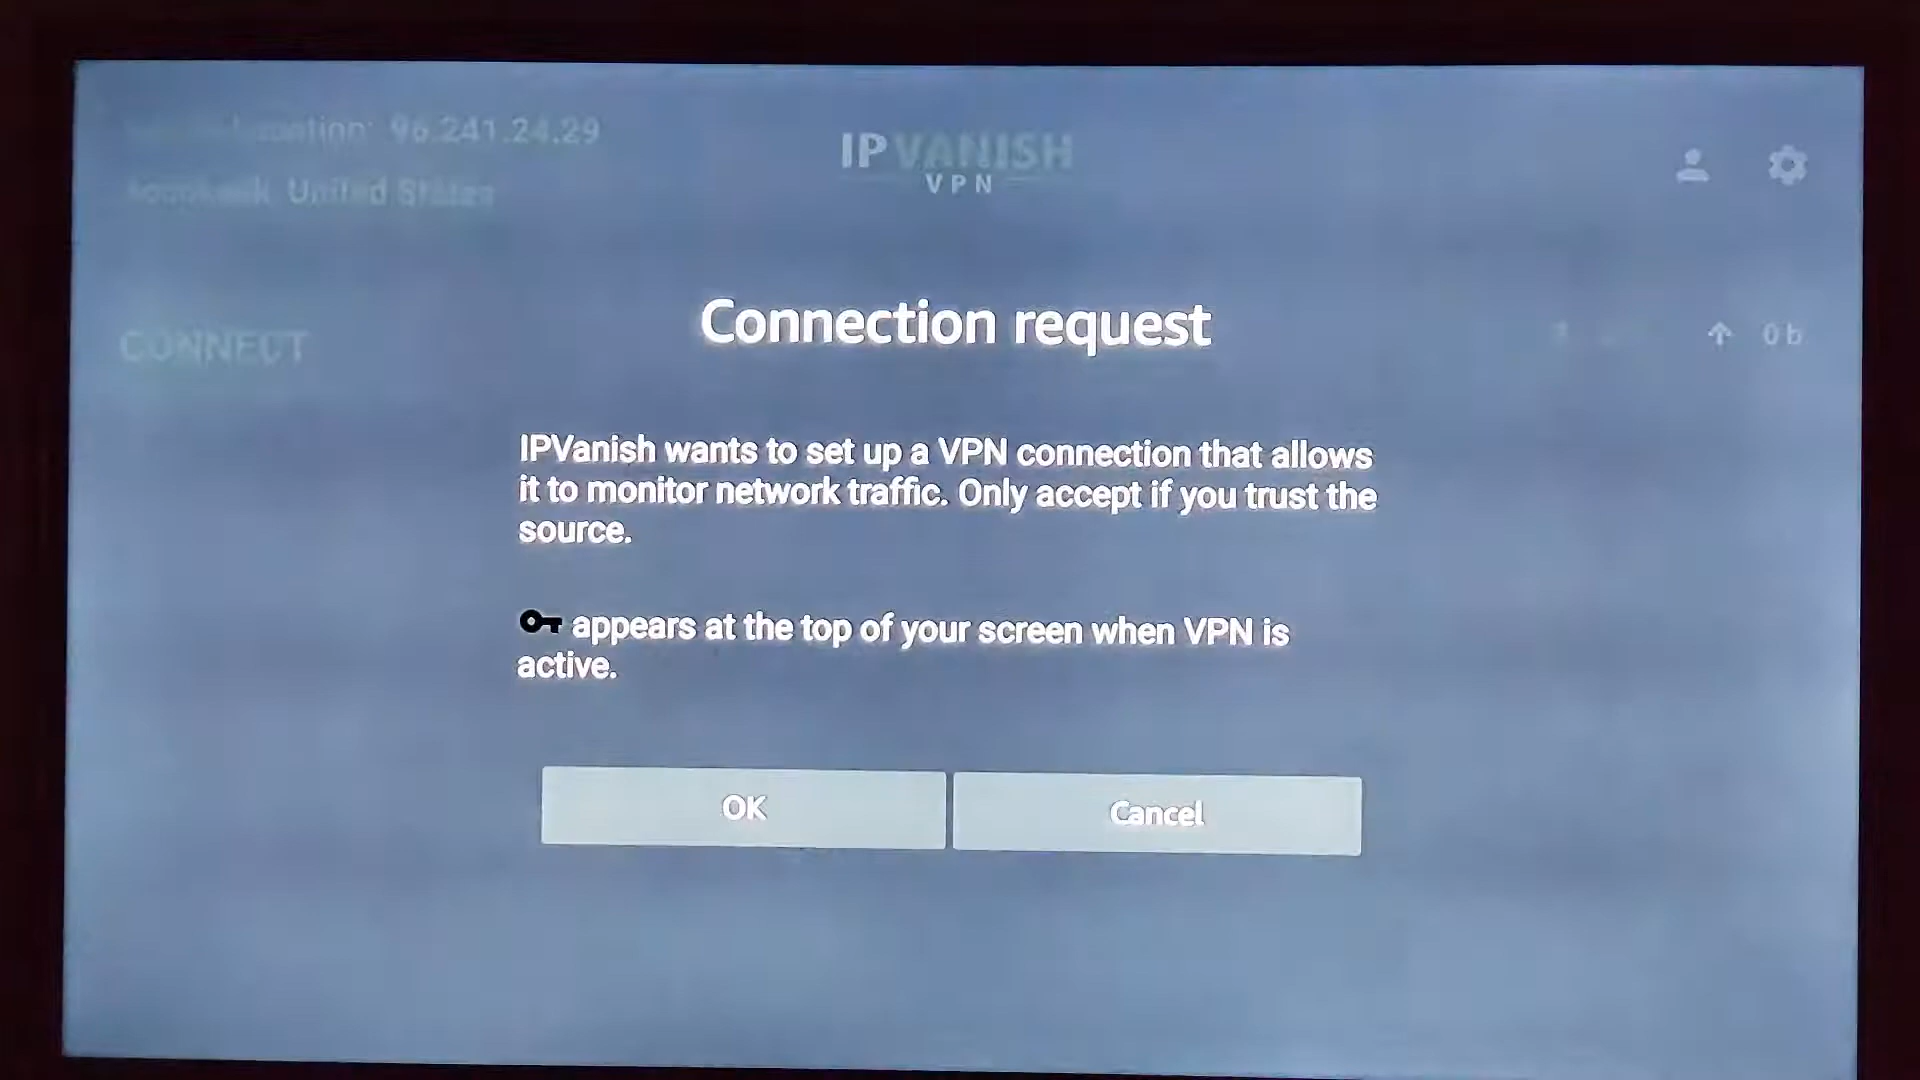 96.241.24.29
United States
IPVANISH
VPN
CONNECT
0 b
Connection request
IPVanish wants to set up a VPN connection that allows
it to monitor network traffic. Only accept if you trust the
source.
appears at the top of your screen when VPN is
active.
OK
Cancel